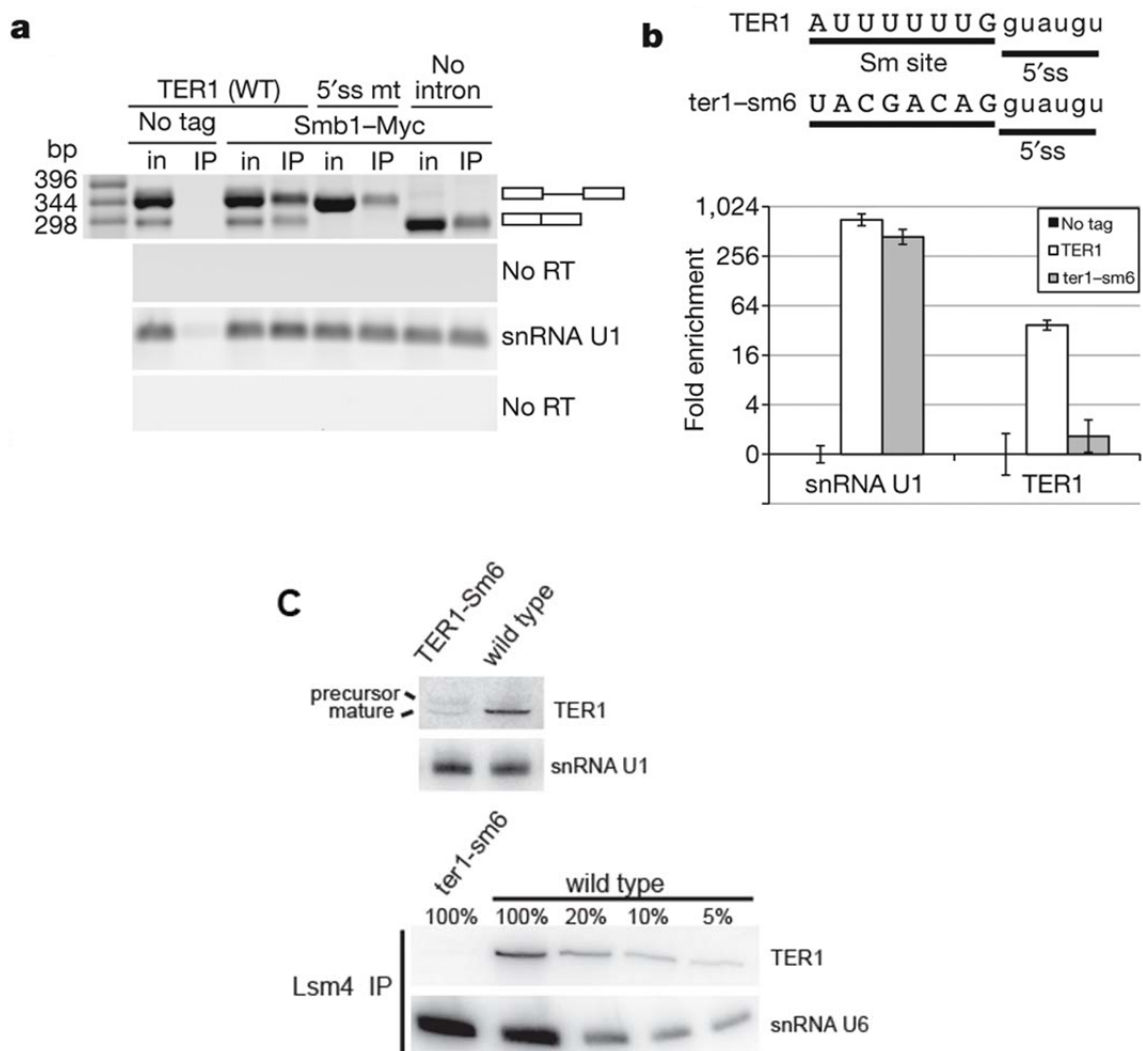 a
TER1 (WT) 5′ss mt No intron
No tag Smb1–Myc
bp in IP in IP in IP in IP
396
344
298
No RT
snRNA U1
No RT
b
TER1 AUUUUUUGguaugu
Sm site 5′ss
ter1–sm6 UACGACAGguaugu
5′ss
Fold enrichment
1,024
256
64
16
4
0
No tag
TER1
ter1–sm6
snRNA U1 TER1
C
TER1-Sm6 wild type
precursor
mature
TER1
snRNA U1
ter1-sm6 wild type
100% 100% 20% 10% 5%
Lsm4 IP
TER1
snRNA U6